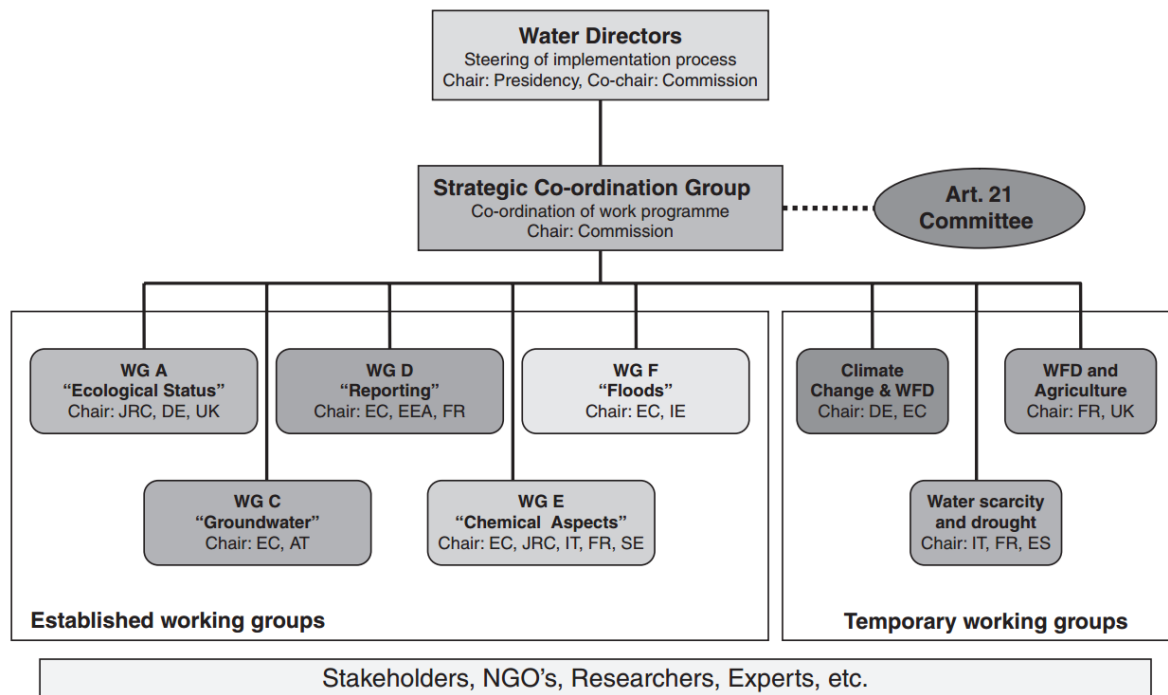 Water Directors
Steering of implementation process
Chair: Presidency, Co-chair: Commission
Strategic Co-ordination Group
Co-ordination of work programme
Chair: Commission
Art. 21
Committee
WG A
“Ecological Status”
Chair: JRC, DE, UK
WG D
“Reporting”
Chair: EC, EEA, FR
WG F
“Floods”
Chair: EC, IE
Climate
Change & WFD
Chair: DE, EC
WFD and
Agriculture
Chair: FR, UK
WG C
“Groundwater”
Chair: EC, AT
WG E
“Chemical Aspects”
Chair: EC, JRC, IT, FR, SE
Water scarcity
and drought
Chair: IT, FR, ES
Established working groups
Temporary working groups
Stakeholders, NGO’s, Researchers, Experts, etc.